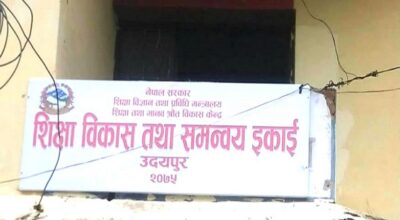 नेपाल सरकार
शिक्षा विज्ञान तथा प्रविधि मन्त्रालय
शिक्षा तथा मानव श्रोत विकास केन्द्र
शिक्षा विकास तथा समन्वय इकाई
उदयपुर
२०७५